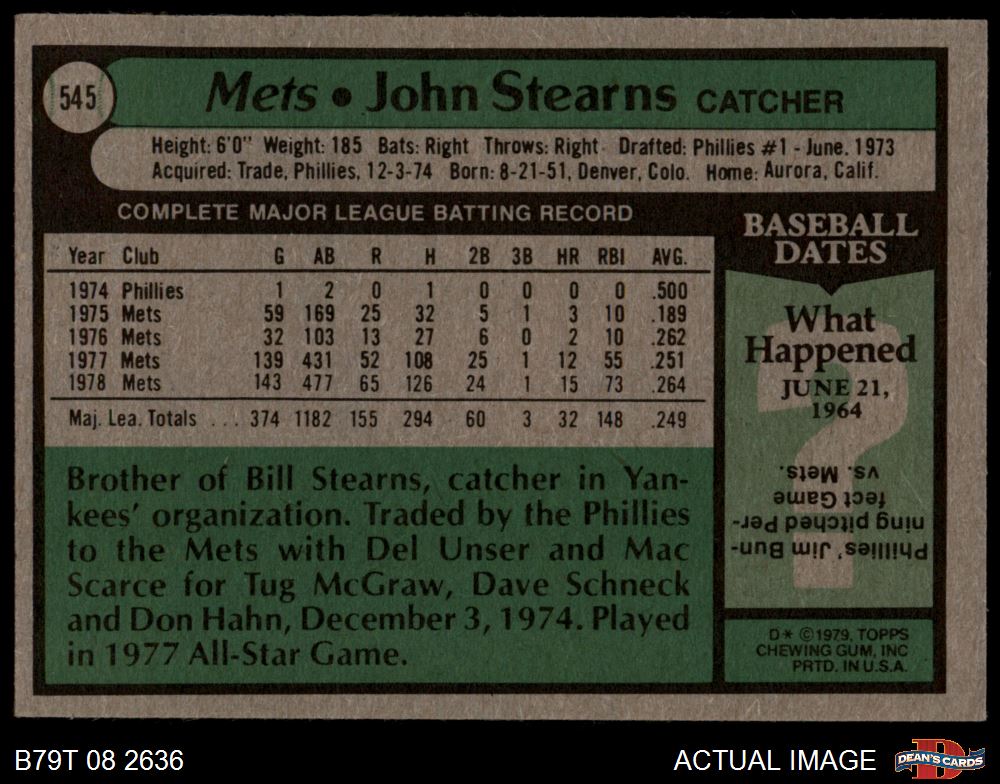 545
Mets • John Stearns CATCHER
Height: 6'0" Weight: 185 Bats: Right Throws: Right Drafted: Phillies #1 - June. 1973
Acquired: Trade, Phillies, 12-3-74 Born: 8-21-51, Denver, Colo. Home: Aurora, Calif.
COMPLETE MAJOR LEAGUE BATTING RECORD
Year Club G AB R H 2B 3B HR RBI AVG.
1974 Phillies 1 2 0 1 0 0 0 0 .500
1975 Mets 59 169 25 32 5 1 3 10 .189
1976 Mets 32 103 13 27 6 0 2 10 .262
1977 Mets 139 431 52 108 25 1 12 55 .251
1978 Mets 143 477 65 126 24 1 15 73 .264
Maj. Lea. Totals ... 374 1182 155 294 60 3 32 148 .249
Brother of Bill Stearns, catcher in Yan-
kees' organization. Traded by the Phillies
to the Mets with Del Unser and Mac
Scarce for Tug McGraw, Dave Schneck
and Don Hahn, December 3, 1974. Played
in 1977 All-Star Game.
BASEBALL
DATES
What
Happened
JUNE 21,
1964
?
Phillies' Jim Bun-
ning pitched Per-
fect Game
vs. Mets.
D* ©1979, TOPPS
CHEWING GUM, INC
PRTD. IN U.S.A.
B79T 08 2636
ACTUAL IMAGE
D
DEAN'S CARDS